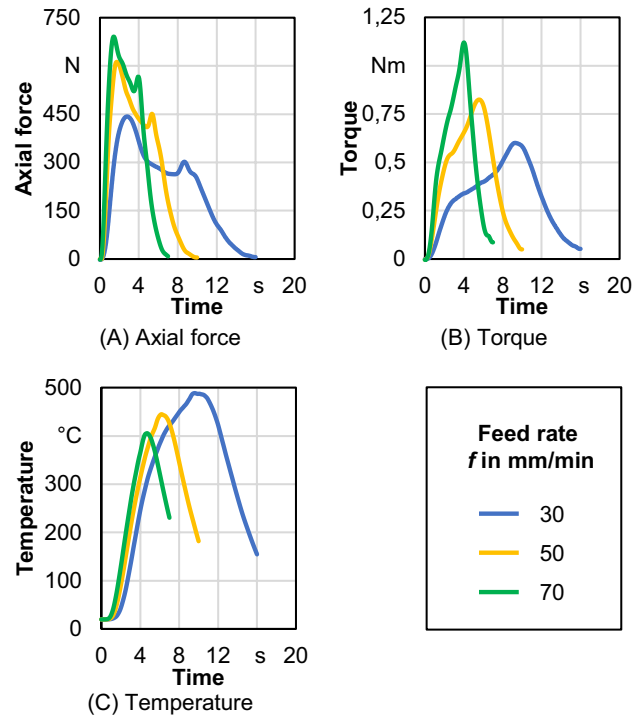 750
N
450
300
150
0
Axial force
0 4 8 12 s 20
Time
(A) Axial force
1,25
Nm
0,75
0,5
0,25
0
Torque
0 4 8 12 s 20
Time
(B) Torque
500
°C
300
200
100
0
Temperature
0 4 8 12 s 20
Time
(C) Temperature
Feed rate
f in mm/min
30
50
70